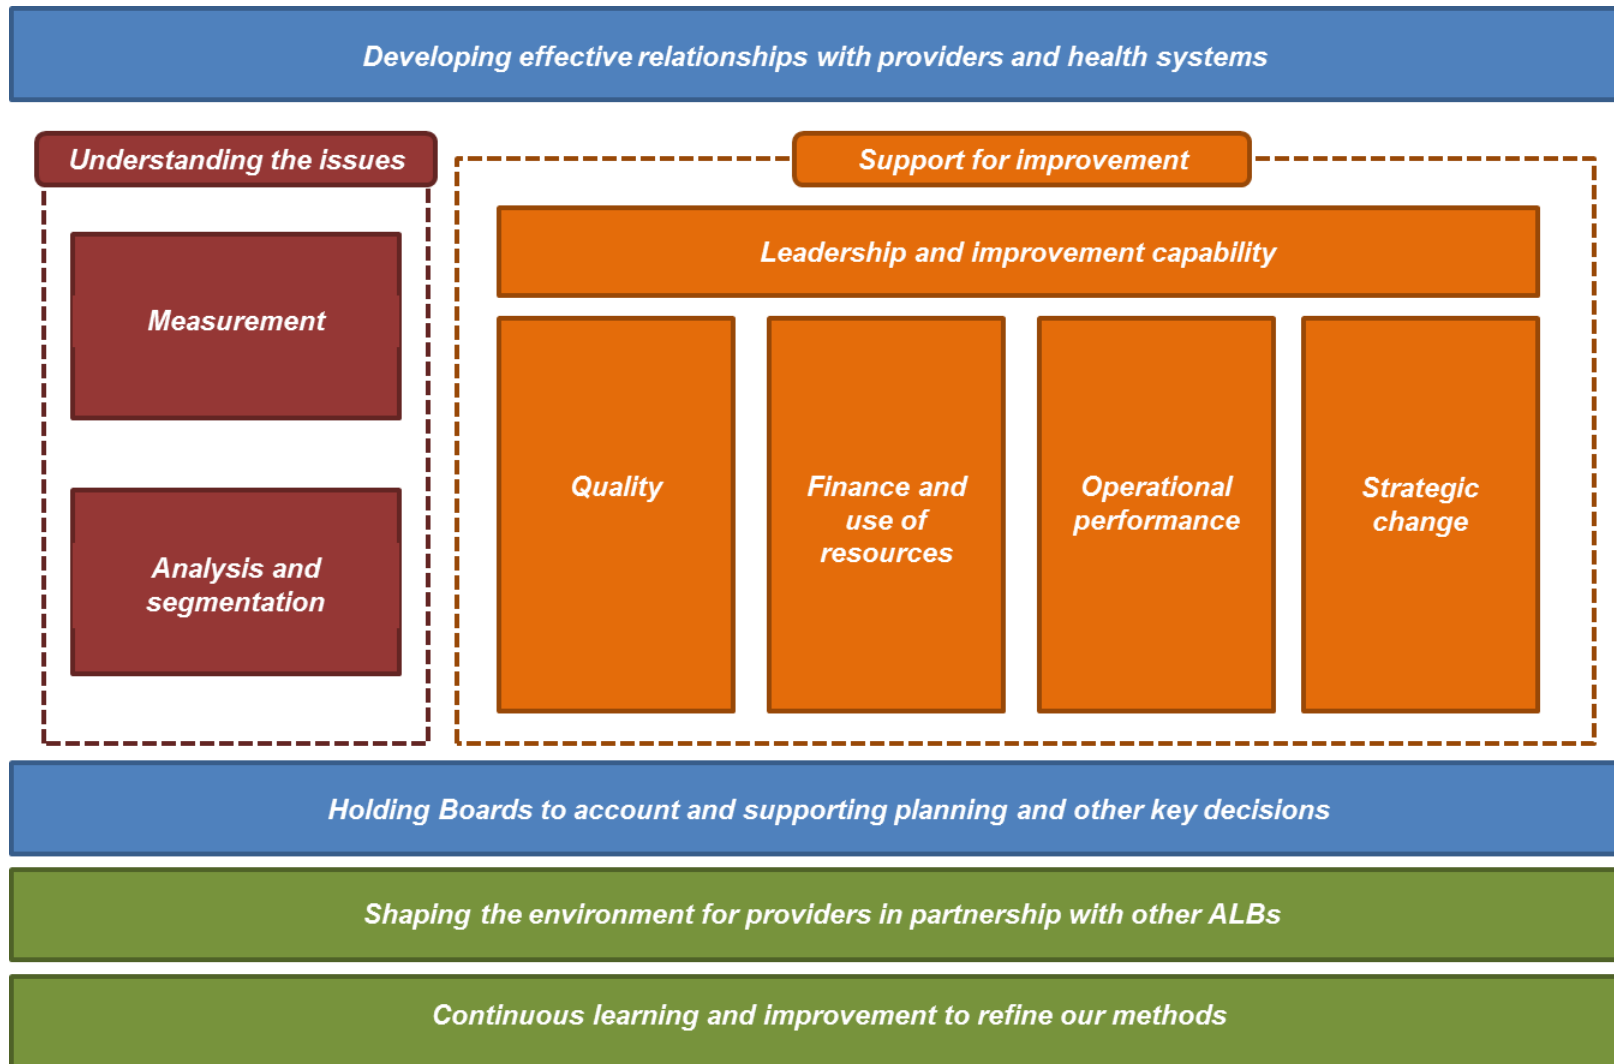 Developing effective relationships with providers and health systems
Understanding the issues
Measurement
Analysis and
segmentation
Support for improvement
Leadership and improvement capability
Quality
Finance and
use of
resources
Operational
performance
Strategic
change
Holding Boards to account and supporting planning and other key decisions
Shaping the environment for providers in partnership with other ALBs
Continuous learning and improvement to refine our methods